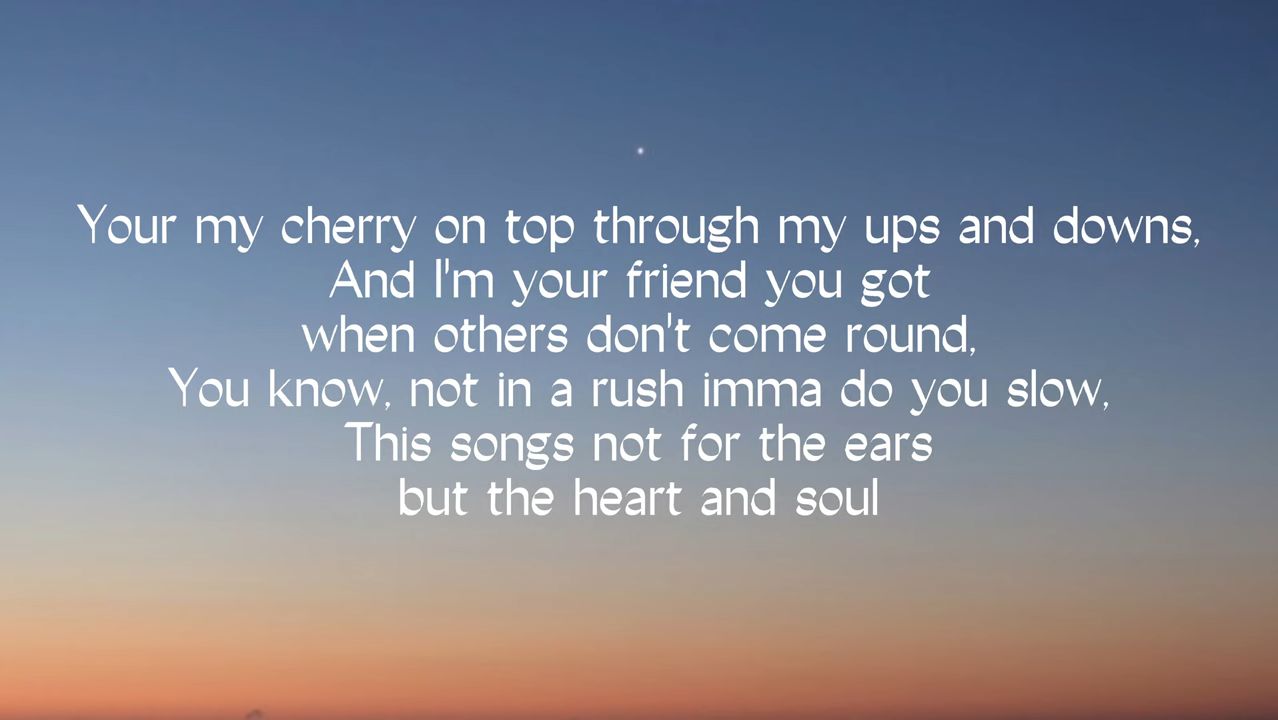 Your my cherry on top through my ups and downs,
And I'm your friend you got
when others don't come round,
You know, not in a rush imma do you slow,
This songs not for the ears
but the heart and soul